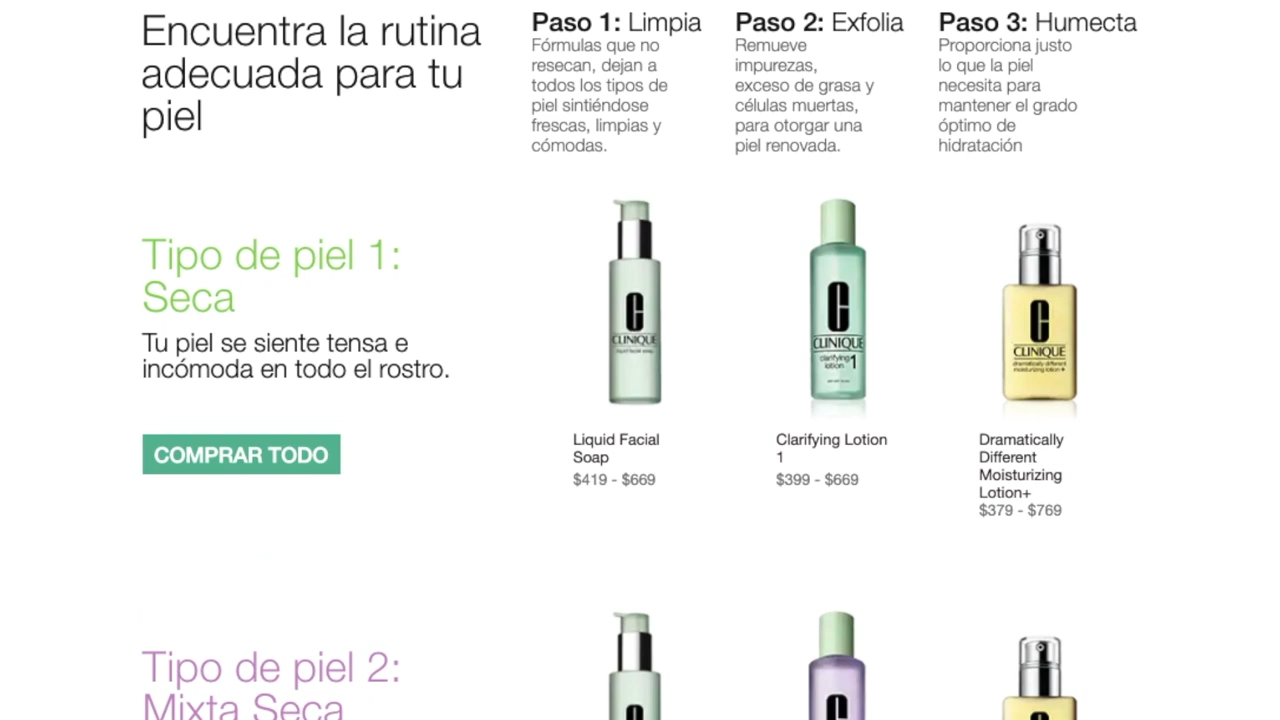 Encuentra la rutina
adecuada para tu
piel
Paso 1: Limpia
Fórmulas que no
resecan, dejan a
todos los tipos de
piel sintiéndose
frescas, limpias y
cómodas.
Paso 2: Exfolia
Remueve
impurezas,
exceso de grasa y
células muertas,
para otorgar una
piel renovada.
Paso 3: Humecta
Proporciona justo
lo que la piel
necesita para
mantener el grado
óptimo de
hidratación
Tipo de piel 1:
Seca
Tu piel se siente tensa e
incómoda en todo el rostro.
COMPRAR TODO
C
CLINIQUE
liquid facial soap
C
CLINIQUE
clarifying
lotion 1
C
CLINIQUE
dramatically different
moisturizing lotion +
Liquid Facial
Soap
$419 - $669
Clarifying Lotion
1
$399 - $669
Dramatically
Different
Moisturizing
Lotion+
$379 - $769
Tipo de piel 2:
Mixta Seca